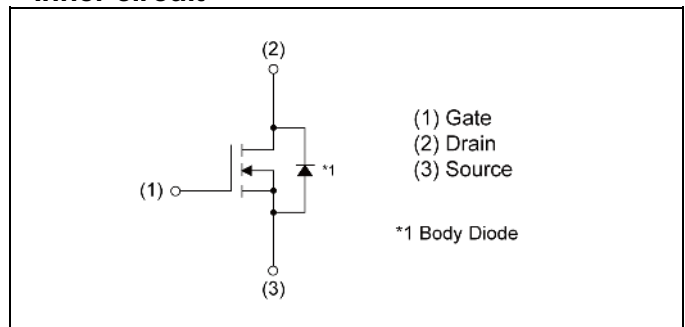 Inner circuit
(2)
(1) Gate
(2) Drain
(3) Source
*1
(1)
*1 Body Diode
(3)